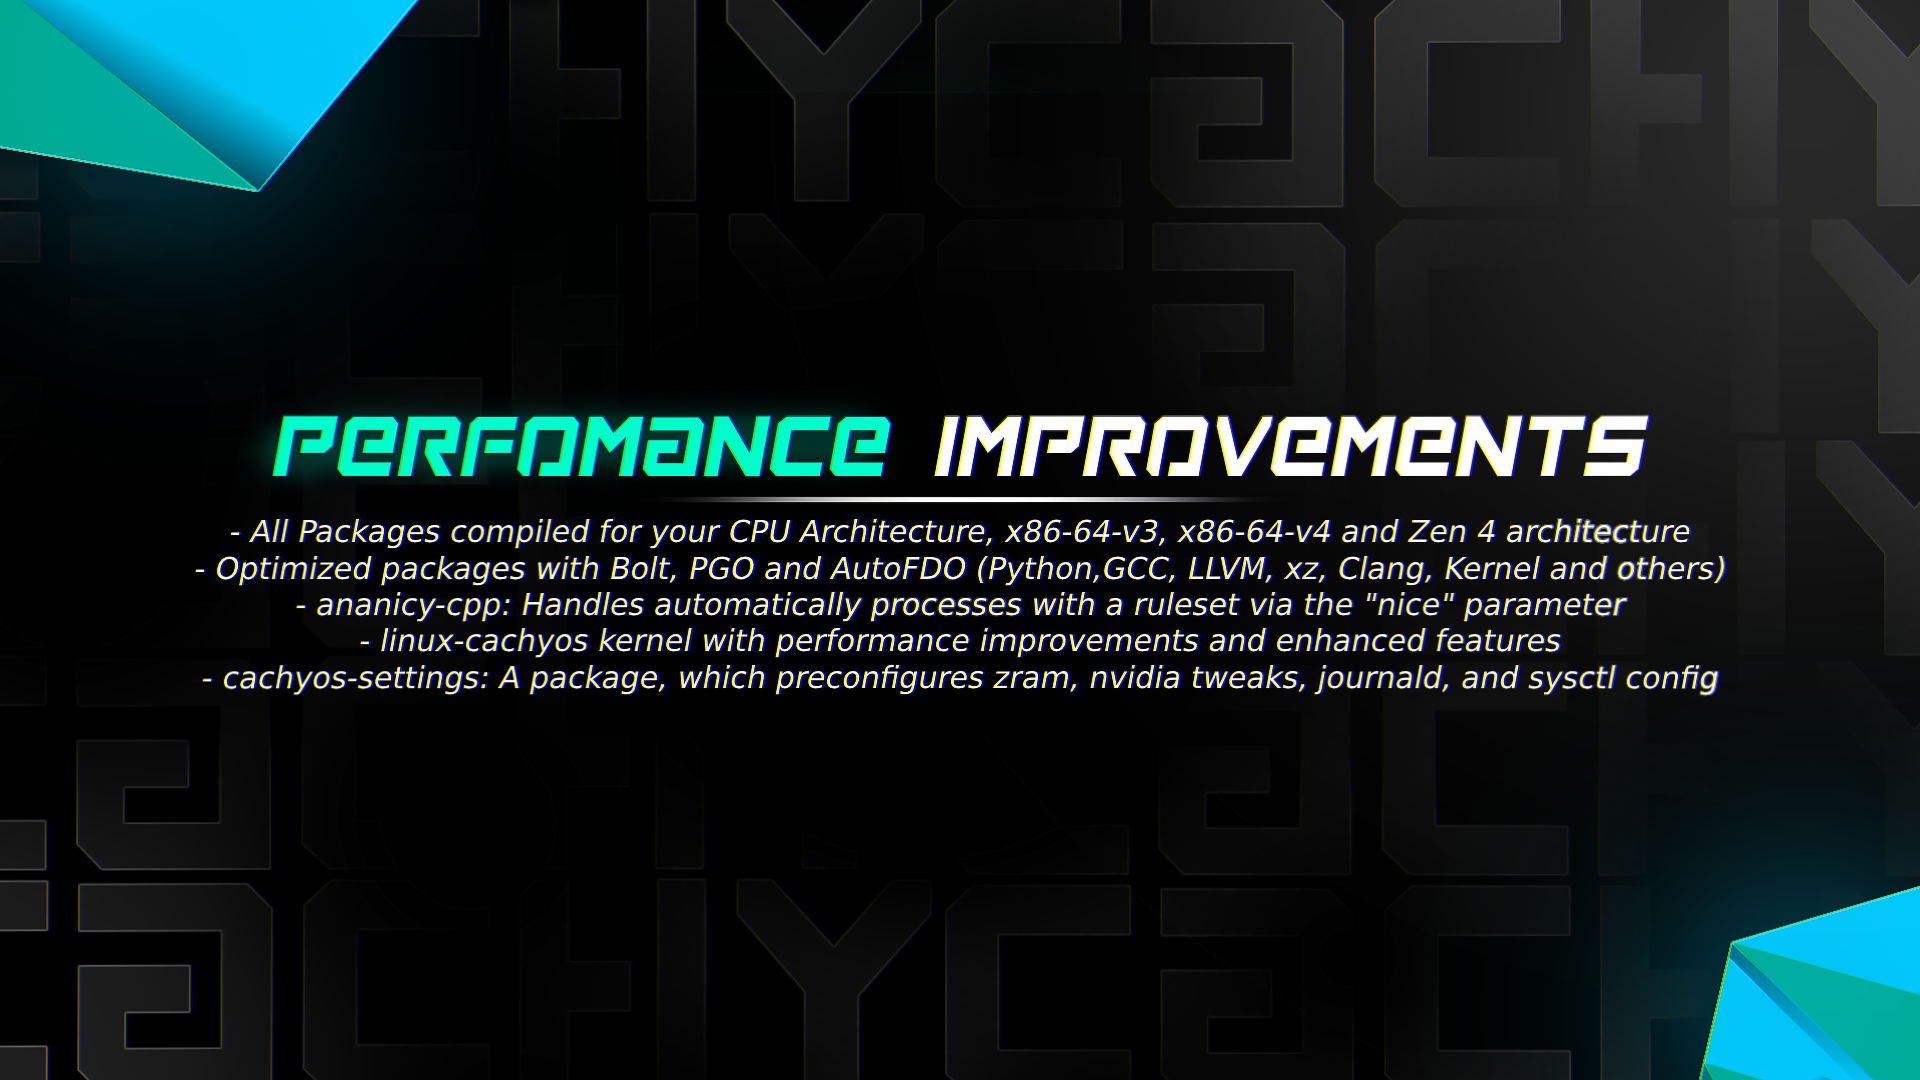 PERFOMANCE IMPROVEMENTS
- All Packages compiled for your CPU Architecture, x86-64-v3, x86-64-v4 and Zen 4 architecture
- Optimized packages with Bolt, PGO and AutoFDO (Python,GCC, LLVM, xz, Clang, Kernel and others)
- ananicy-cpp: Handles automatically processes with a ruleset via the "nice" parameter
- linux-cachyos kernel with performance improvements and enhanced features
- cachyos-settings: A package, which preconfigures zram, nvidia tweaks, journald, and sysctl config